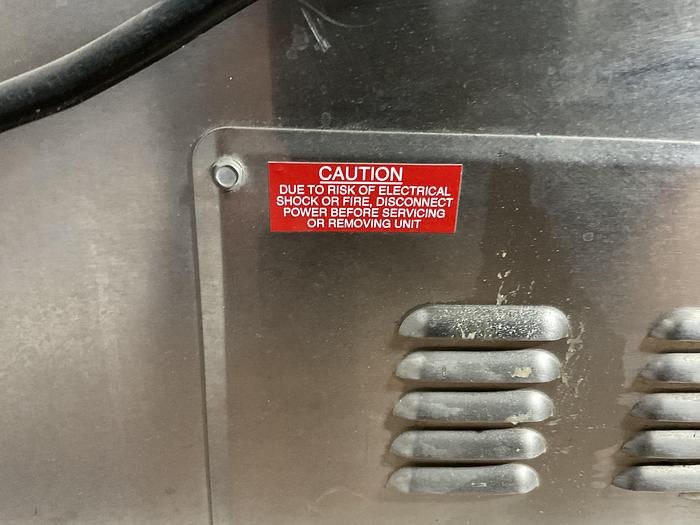 CAUTION
DUE TO RISK OF ELECTRICAL
SHOCK OR FIRE, DISCONNECT
POWER BEFORE SERVICING
OR REMOVING UNIT